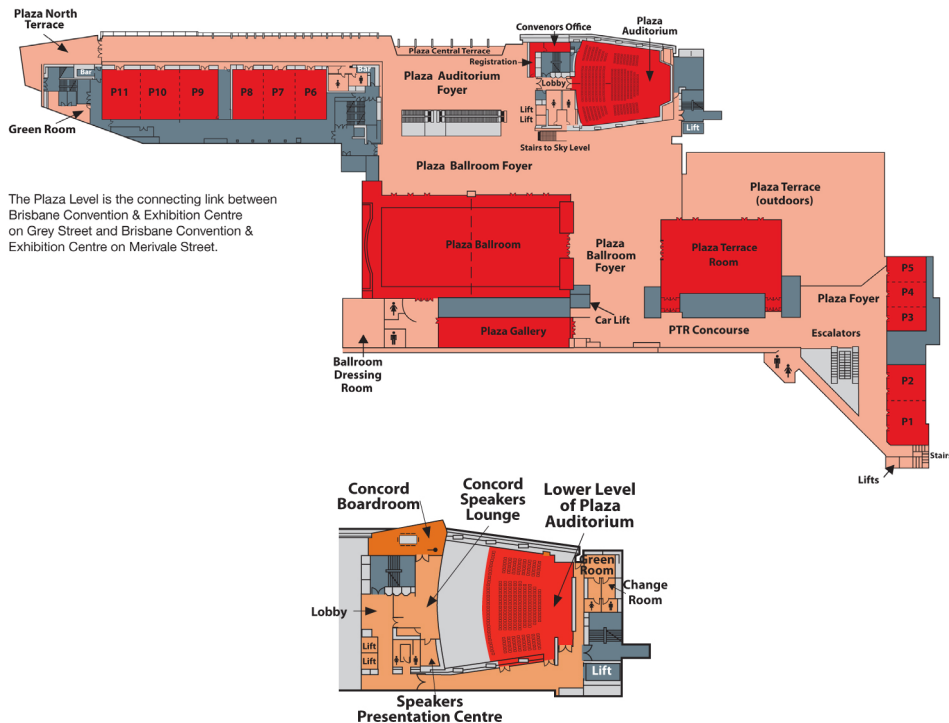 Plaza North
Terrace
Convenors Office
Plaza
Auditorium
Plaza Central Terrace
Registration
Bar
Plaza Auditorium
Foyer
Lobby
P11
P10
P9
P8
P7
P6
Lift
Lift
Lift
Green Room
Stairs to Sky Level
Plaza Ballroom Foyer
The Plaza Level is the connecting link between
Brisbane Convention & Exhibition Centre
on Grey Street and Brisbane Convention &
Exhibition Centre on Merivale Street.
Plaza Terrace
(outdoors)
Plaza Ballroom
Plaza
Ballroom
Foyer
Plaza Terrace
Room
P5
P4
P3
Plaza Foyer
Car Lift
Plaza Gallery
PTR Concourse
Escalators
Ballroom
Dressing
Room
P2
P1
Stairs
Lifts
Concord
Boardroom
Concord
Speakers
Lounge
Lower Level
of Plaza
Auditorium
Green
Room
Change
Room
Lobby
Lift
Lift
Lift
Speakers
Presentation Centre